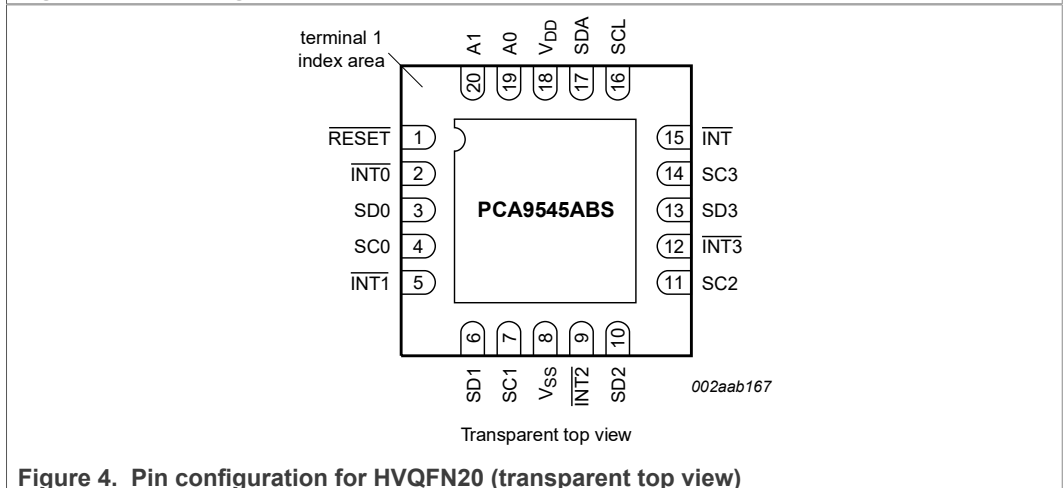 terminal 1
index area
A1
A0
VDD
SDA
SCL
20
19
18
17
16
RESET 1
INT0 2
SD0 3
SC0 4
INT1 5
PCA9545ABS
15 INT
14 SC3
13 SD3
12 INT3
11 SC2
6
7
8
9
10
SD1
SC1
VSS
INT2
SD2
002aab167
Transparent top view
Figure 4. Pin configuration for HVQFN20 (transparent top view)